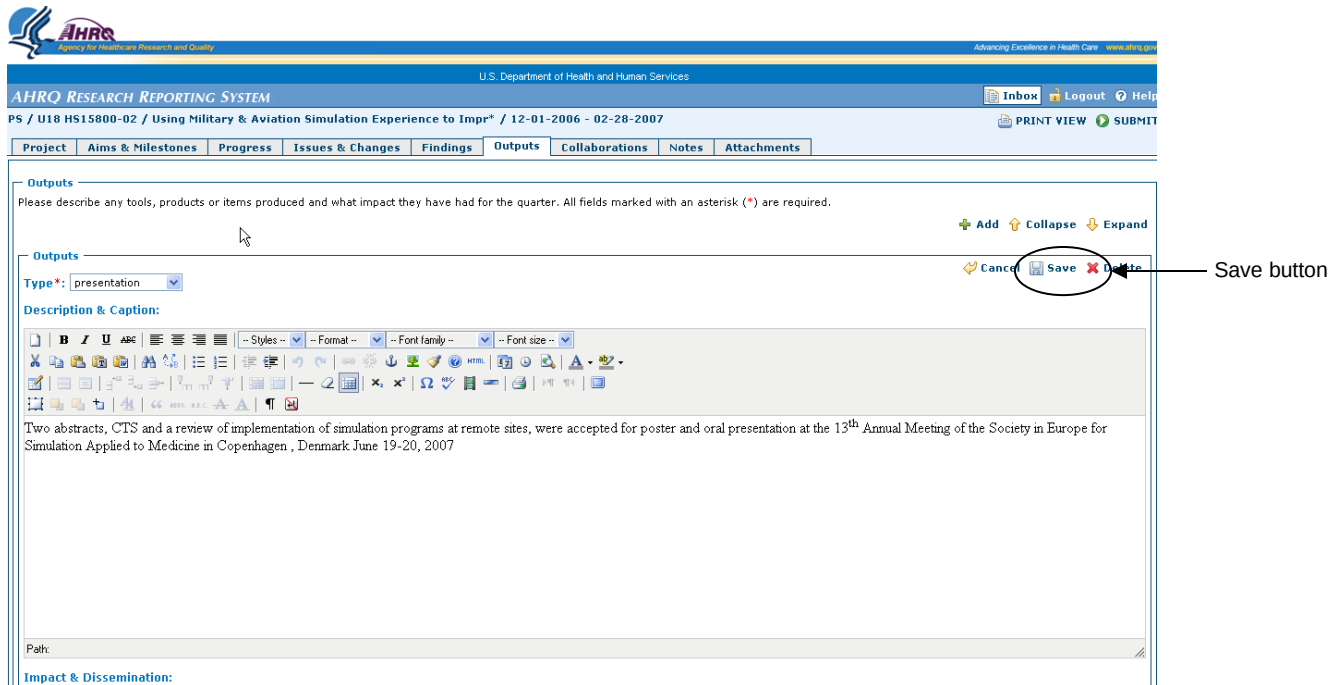 AHRQ
Agency for Healthcare Research and Quality
Advancing Excellence in Health Care www.ahrq.gov
U.S. Department of Health and Human Services
AHRQ RESEARCH REPORTING SYSTEM
Inbox Logout Help
PS / U18 HS15800-02 / Using Military & Aviation Simulation Experience to Impr* / 12-01-2006 - 02-28-2007
PRINT VIEW SUBMIT
Project Aims & Milestones Progress Issues & Changes Findings Outputs Collaborations Notes Attachments
Outputs
Please describe any tools, products or items produced and what impact they have had for the quarter. All fields marked with an asterisk (*) are required.
Add Collapse Expand
Outputs
Cancel Save Delete
Save button
Type*: presentation
Description & Caption:
B I U ABC -- Styles -- -- Format -- -- Font family -- -- Font size --
HTML
Two abstracts, CTS and a review of implementation of simulation programs at remote sites, were accepted for poster and oral presentation at the 13th Annual Meeting of the Society in Europe for
Simulation Applied to Medicine in Copenhagen , Denmark June 19-20, 2007
Path:
Impact & Dissemination: